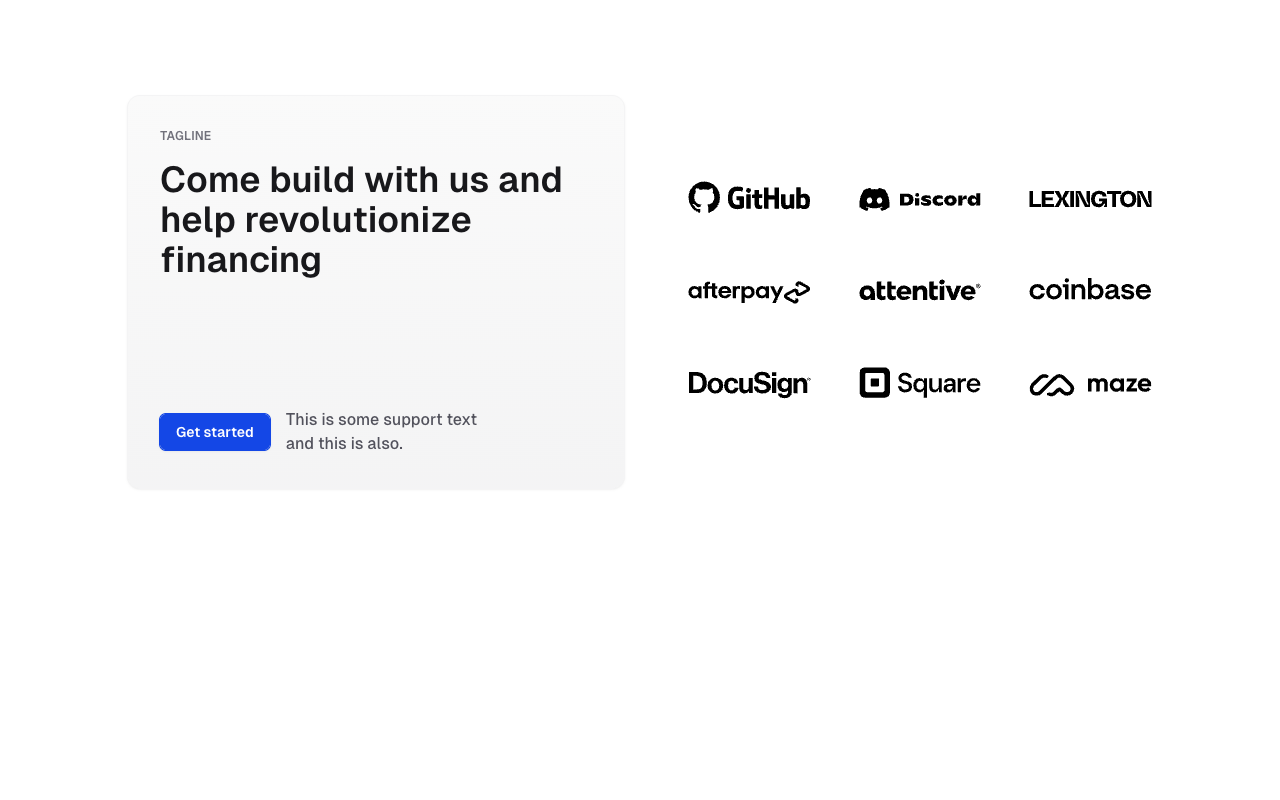 TAGLINE
Come build with us and
help revolutionize
financing
Get started
This is some support text
and this is also.
GitHub
Discord
LEXINGTON
afterpay
attentive®
coinbase
DocuSign®
Square
maze